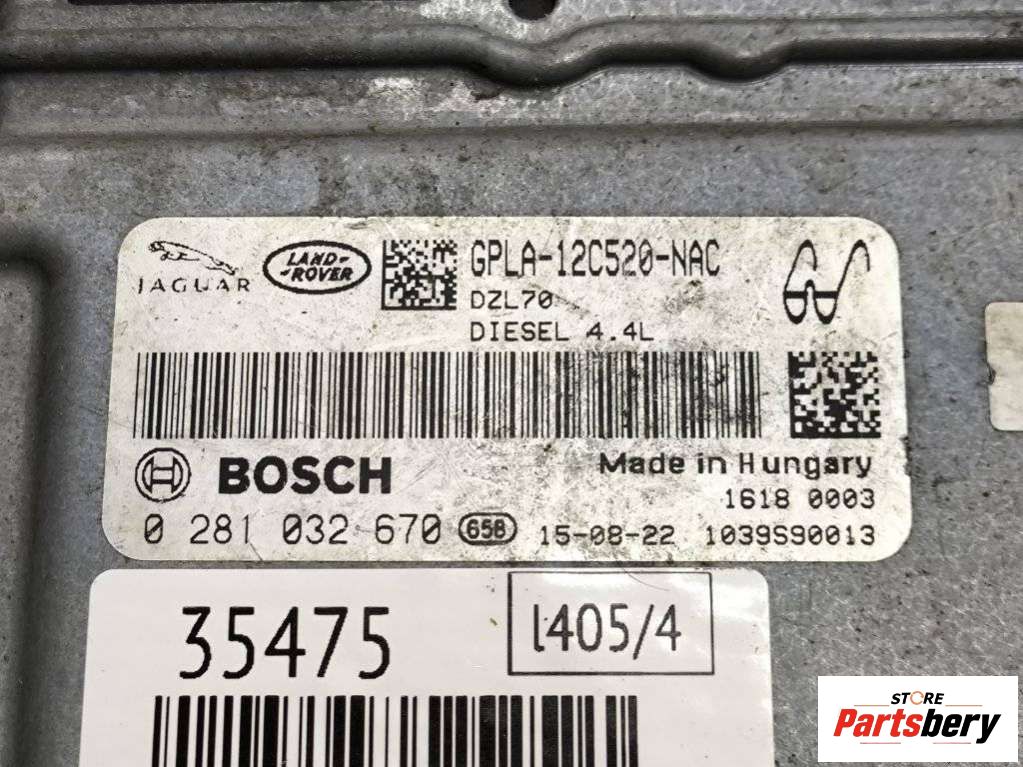 JAGUAR
LAND-ROVER
GPLA-12C520-NAC
DZL70
DIESEL 4.4L
BOSCH
Made in Hungary
1618 0003
0 281 032 670 658 15-08-22 1039S90013
35475
l405/4
STORE
Partsbery